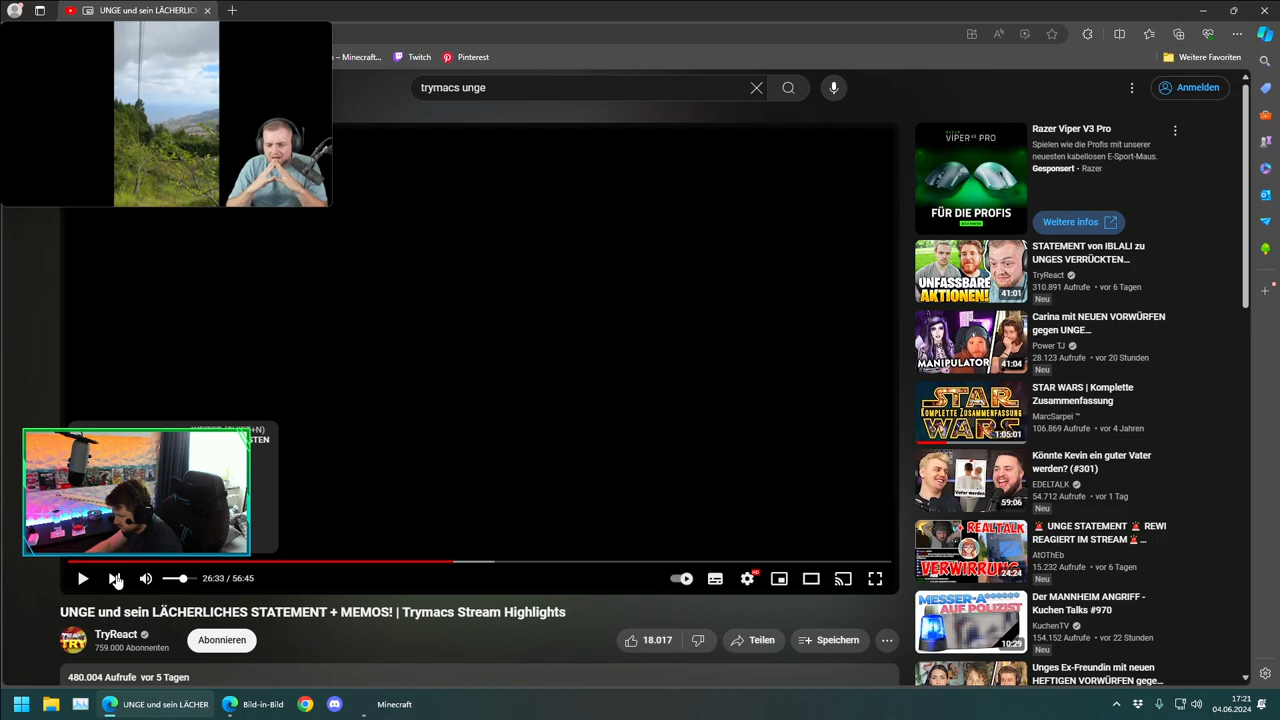 UNGE und sein LÄCHERLIC
– Minecraft...
Twitch
Pinterest
Weitere Favoriten
trymacs unge
Anmelden
VIPER V3 PRO
FÜR DIE PROFIS
Razer Viper V3 Pro
Spielen wie die Profis mit unserer
neuesten kabellosen E-Sport-Maus.
Gesponsert - Razer
Weitere infos
UNFASSBARE
AKTIONEN!
41:01
STATEMENT von IBLALI zu
UNGES VERRÜCKTEN...
TryReact
310.891 Aufrufe • vor 6 Tagen
Neu
MANIPULATOR
41:04
Carina mit NEUEN VORWÜRFEN
gegen UNGE...
Power TJ
28.123 Aufrufe • vor 20 Stunden
Neu
STAR
KOMPLETTE ZUSAMMENFASSUNG
WARS
1:05:01
STAR WARS | Komplette
Zusammenfassung
MarcSarpei ™
106.869 Aufrufe • vor 4 Jahren
Vater werden
59:06
Könnte Kevin ein guter Vater
werden? (#301)
EDELTALK
54.712 Aufrufe • vor 1 Tag
Neu
REALTALK
VERWIRRUNG
24:24
🚨 UNGE STATEMENT 🚨 REWI
REAGIERT IM STREAM 🚨...
AtOThEb
15.232 Aufrufe • vor 6 Tagen
Neu
MESSER-A
AUF POLIZIST
10:29
Der MANNHEIM ANGRIFF -
Kuchen Talks #970
KuchenTV
154.152 Aufrufe • vor 22 Stunden
Neu
Unges Ex-Freundin mit neuen
HEFTIGEN VORWÜRFEN gege...
STEN
26:33 / 56:45
HD
UNGE und sein LÄCHERLICHES STATEMENT + MEMOS! | Trymacs Stream Highlights
TEAM
TRY
TryReact
759.000 Abonnenten
Abonnieren
18.017
Teilen
Speichern
480.004 Aufrufe vor 5 Tagen
UNGE und sein LÄCHER
Bild-in-Bild
Minecraft
17:21
04.06.2024